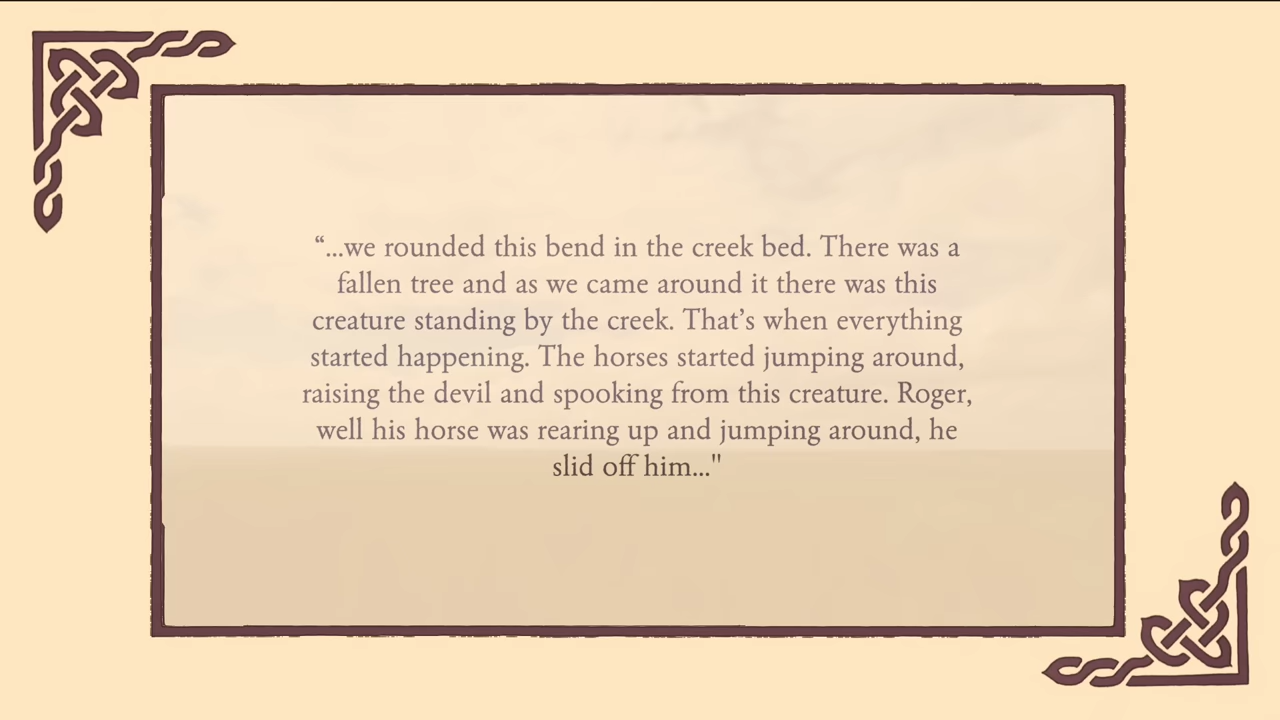 “...we rounded this bend in the creek bed. There was a
fallen tree and as we came around it there was this
creature standing by the creek. That’s when everything
started happening. The horses started jumping around,
raising the devil and spooking from this creature. Roger,
well his horse was rearing up and jumping around, he
slid off him..."